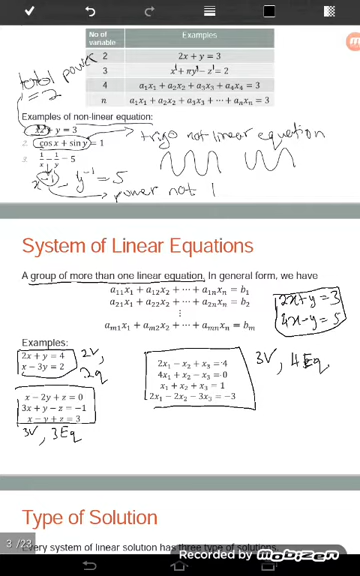 No of variable
Examples
2
2x + y = 3
3
x¹ + πy¹ − z¹ = 2
4
a₁x₁ + a₂x₂ + a₃x₃ + a₄x₄ = 3
n
a₁x₁ + a₂x₂ + a₃x₃ + ⋯ + aₙxₙ = 3
total power = 2
Examples of non-linear equation:
+ y = 3
trigo not linear equation
2. cos x + sin y = 1
3. 1/x − 1/y = 5
x⁻¹ − y⁻¹ = 5
power not 1
System of Linear Equations
A group of more than one linear equation. In general form, we have
a₁₁x₁ + a₁₂x₂ + ⋯ + a₁ₙxₙ = b₁
a₂₁x₁ + a₂₂x₂ + ⋯ + a₂ₙxₙ = b₂
⋮
aₘ₁x₁ + aₘ₂x₂ + ⋯ + aₘₙxₙ = bₘ
2x + y = 3
4x − y = 5
Examples:
2x + y = 4
x − 3y = 2
2V, 2q
x − 2y + z = 0
3x + y − z = −1
x − y + z = 3
3V, 3Eq
2x₁ − x₂ + x₃ = −4
4x₁ + x₂ − x₃ = 0
x₁ + x₂ + x₃ = 1
2x₁ − 2x₂ − 3x₃ = −3
3V, 4Eq
Type of Solution
3 / 23
Every system of linear solution has three type of solutions.
RECORDED BY
mobizen